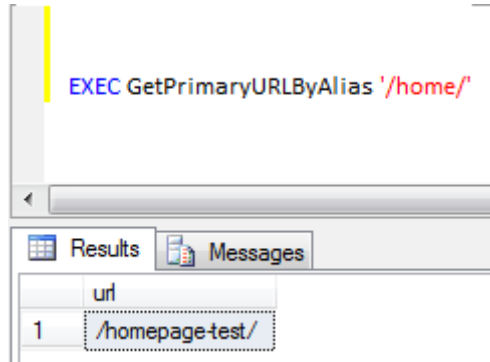 EXEC GetPrimaryURLByAlias '/home/'
Results Messages
url
1 /homepage-test/